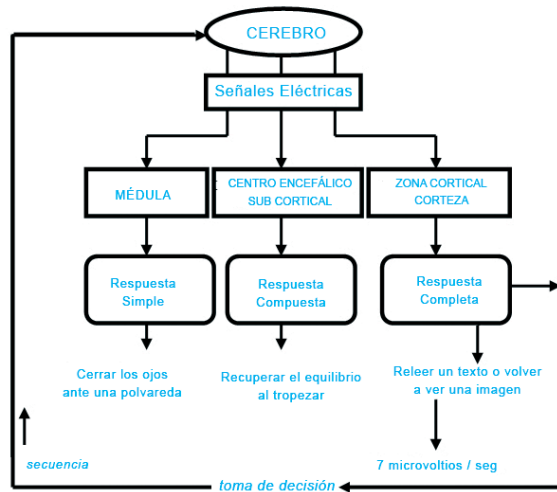 CEREBRO
Señales Eléctricas
MÉDULA
CENTRO ENCEFÁLICO
SUB CORTICAL
ZONA CORTICAL
CORTEZA
Respuesta
Simple
Respuesta
Compuesta
Respuesta
Completa
Cerrar los ojos
ante una polvareda
Recuperar el equilibrio
al tropezar
Releer un texto o volver
a ver una imagen
secuencia
7 microvoltios / seg
toma de decisión